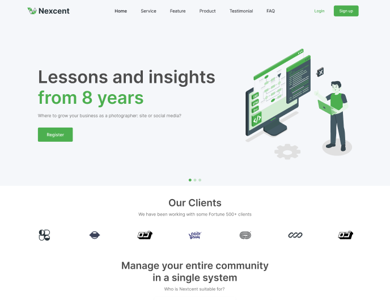 Nexcent
Home
Service
Feature
Product
Testimonial
FAQ
Login
Sign up
Lessons and insights
from 8 years
Where to grow your business as a photographer: site or social media?
Register
Our Clients
We have been working with some Fortune 500+ clients
Manage your entire community
in a single system
Who is Nexcent suitable for?